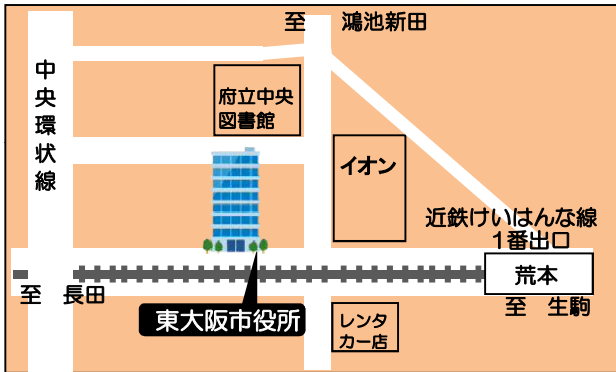 至 鴻池新田
中央環状線
府立中央
図書館
イオン
近鉄けいはんな線
1番出口
荒本
至 長田
至 生駒
東大阪市役所
レンタ
カー店